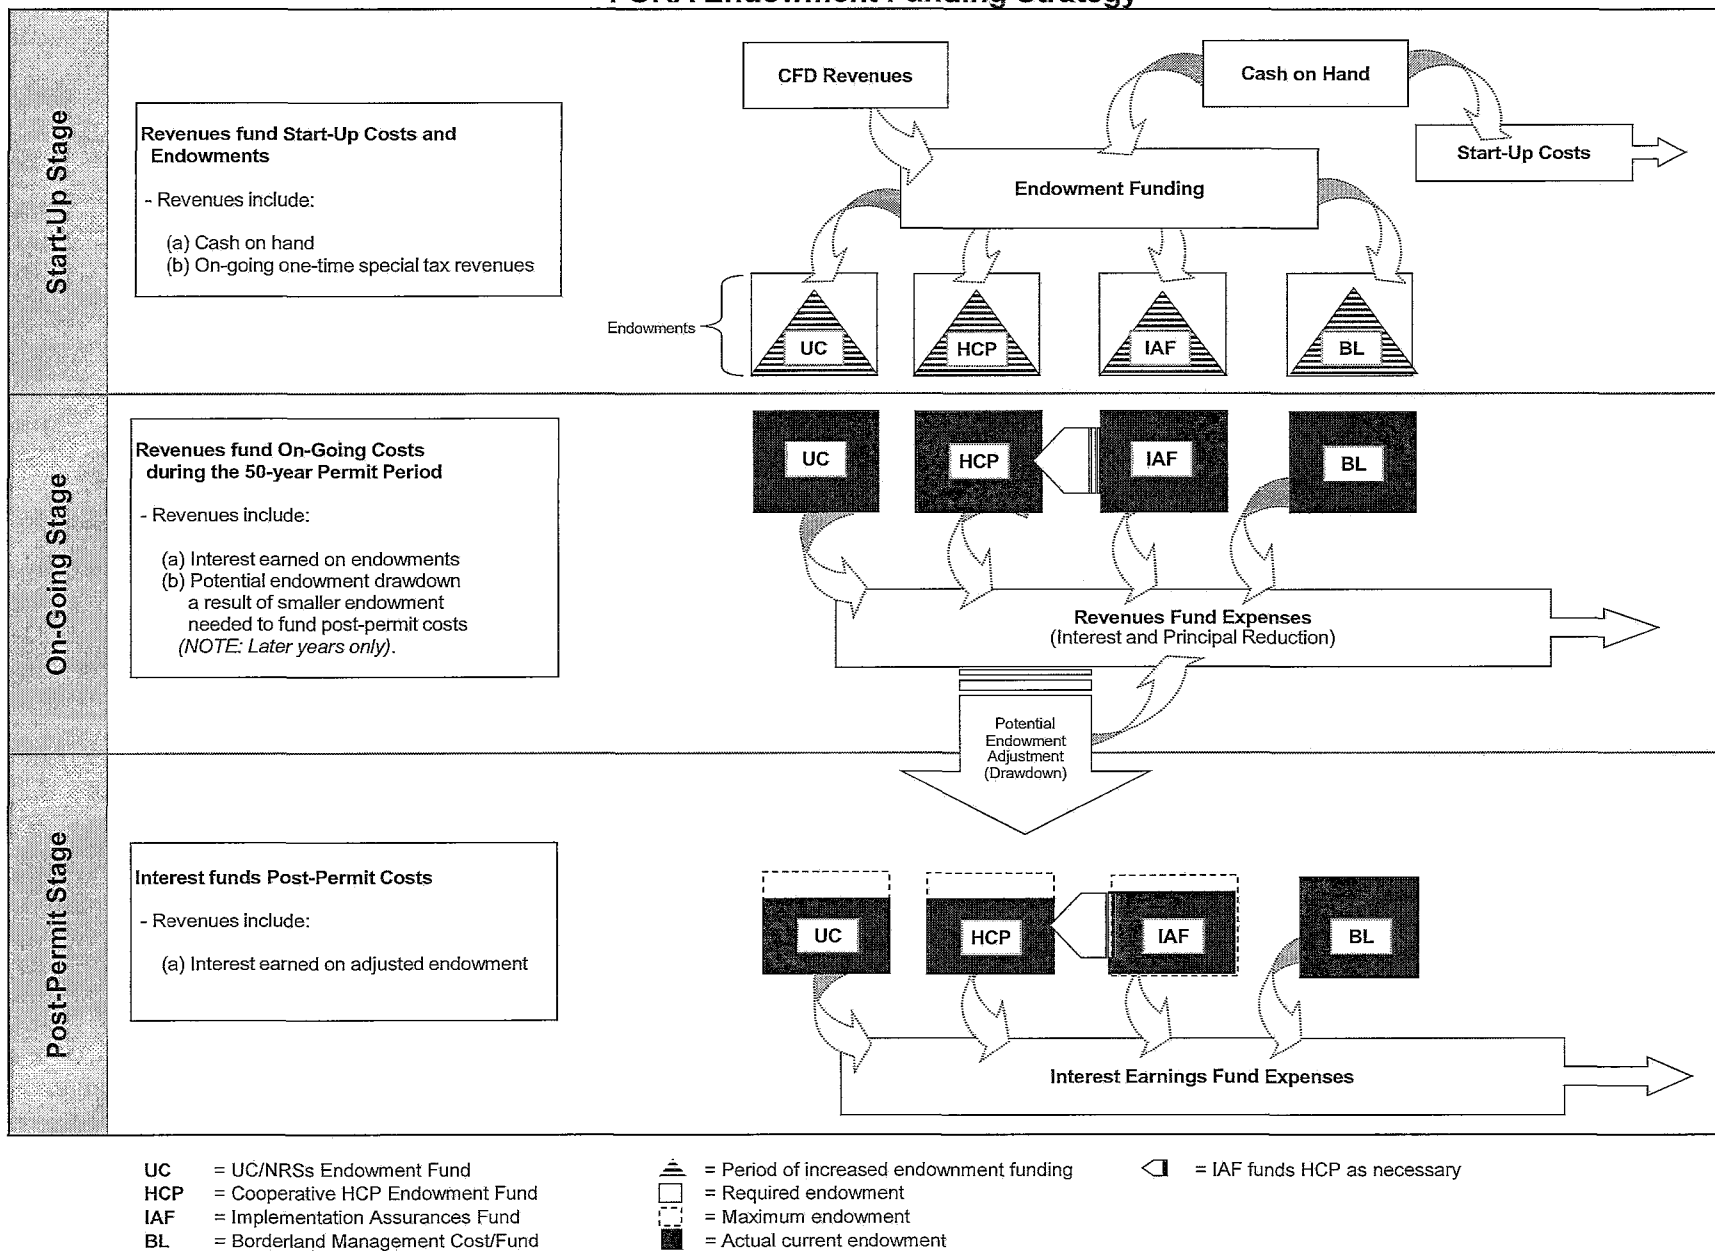 FORA Endowment Funding Strategy
Start-Up Stage
Revenues fund Start-Up Costs and
Endowments
- Revenues include:
(a) Cash on hand
(b) On-going one-time special tax revenues
CFD Revenues
Cash on Hand
Start-Up Costs
Endowment Funding
Endowments
UC
HCP
IAF
BL
On-Going Stage
Revenues fund On-Going Costs
during the 50-year Permit Period
- Revenues include:
(a) Interest earned on endowments
(b) Potential endowment drawdown
a result of smaller endowment
needed to fund post-permit costs
(NOTE: Later years only).
UC
HCP
IAF
BL
Revenues Fund Expenses
(Interest and Principal Reduction)
Potential
Endowment
Adjustment
(Drawdown)
Post-Permit Stage
Interest funds Post-Permit Costs
- Revenues include:
(a) Interest earned on adjusted endowment
UC
HCP
IAF
BL
Interest Earnings Fund Expenses
UC = UC/NRSs Endowment Fund
HCP = Cooperative HCP Endowment Fund
IAF = Implementation Assurances Fund
BL = Borderland Management Cost/Fund
= Period of increased endownment funding
= Required endowment
= Maximum endowment
= Actual current endowment
= IAF funds HCP as necessary